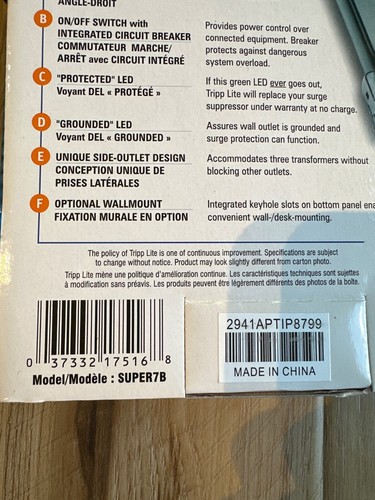 ANGLE-DROIT
B ON/OFF SWITCH with
INTEGRATED CIRCUIT BREAKER
COMMUTATEUR MARCHE/
ARRÊT avec CIRCUIT INTÉGRÉ
Provides power control over
connected equipment. Breaker
protects against dangerous
system overload.
C "PROTECTED" LED
Voyant DEL « PROTÉGÉ »
If this green LED ever goes out,
Tripp Lite will replace your surge
suppressor under warranty at no charge.
D "GROUNDED" LED
Voyant DEL « GROUNDED »
Assures wall outlet is grounded and
surge protection can function.
E UNIQUE SIDE-OUTLET DESIGN
CONCEPTION UNIQUE DE
PRISES LATÉRALES
Accommodates three transformers without
blocking other outlets.
F OPTIONAL WALLMOUNT
FIXATION MURALE EN OPTION
Integrated keyhole slots on bottom panel ena
convenient wall-/desk-mounting.
The policy of Tripp Lite is one of continuous improvement. Specifications are subject
to change without notice. Product may look slightly different from carton photo.
Tripp Lite mène une politique d'amélioration continue. Les caractéristiques techniques sont sujettes
à modification sans préavis. Les produits peuvent être légèrement différents des photos de la boîte.
0 37332 17516 8
Model/Modèle : SUPER7B
2941APTIP8799
MADE IN CHINA